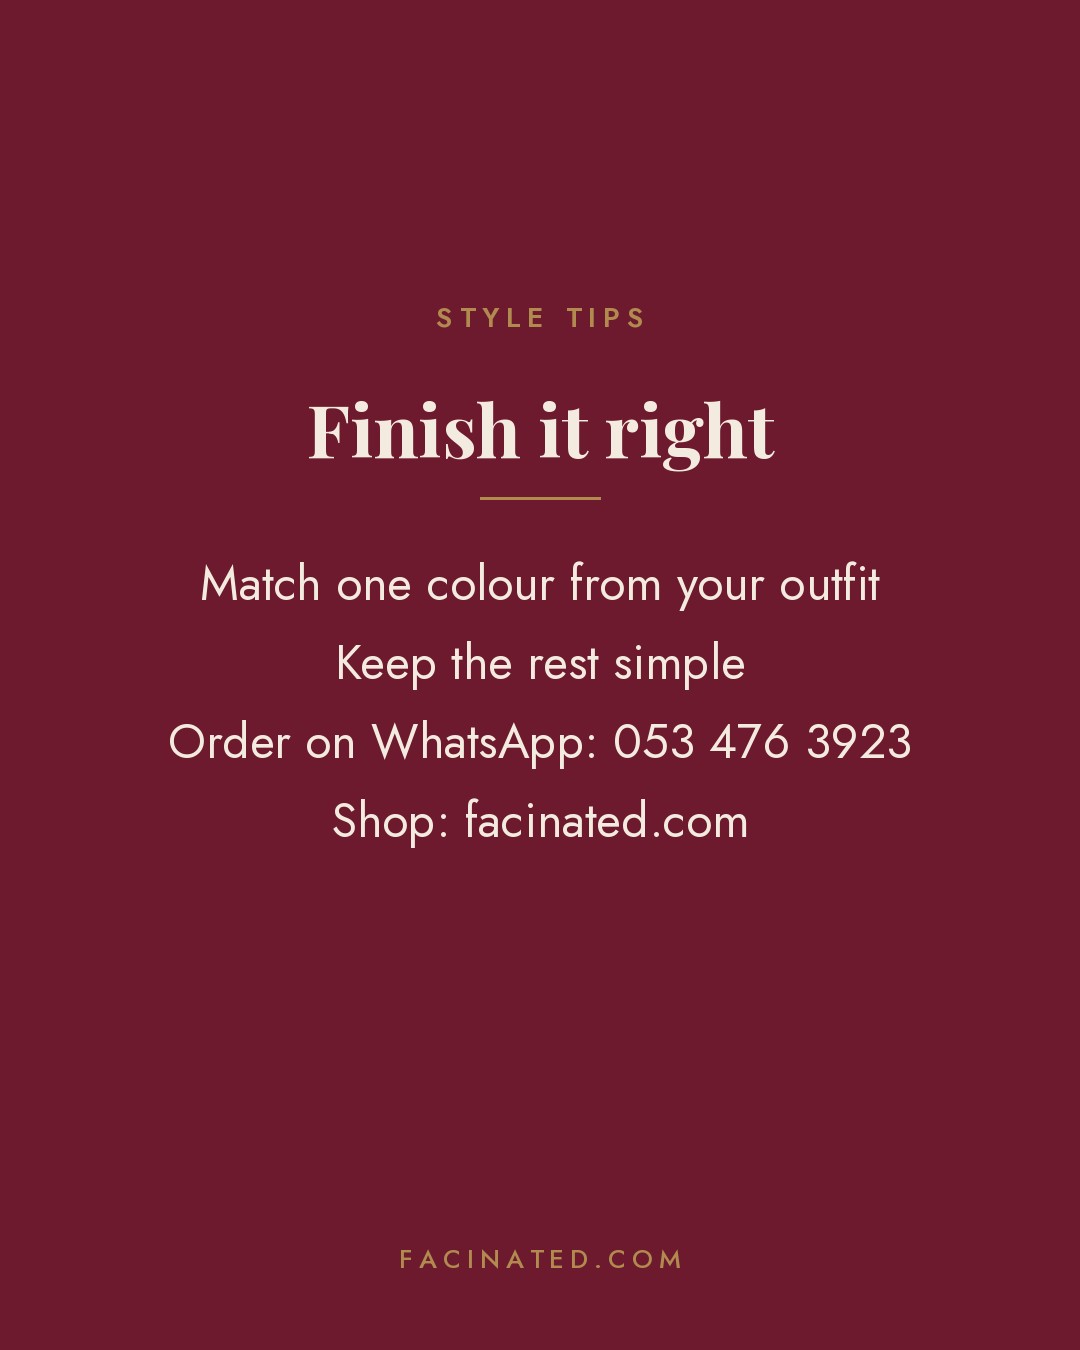 STYLE TIPS
Finish it right
Match one colour from your outfit
Keep the rest simple
Order on WhatsApp: 053 476 3923
Shop: facinated.com
FACINATED.COM